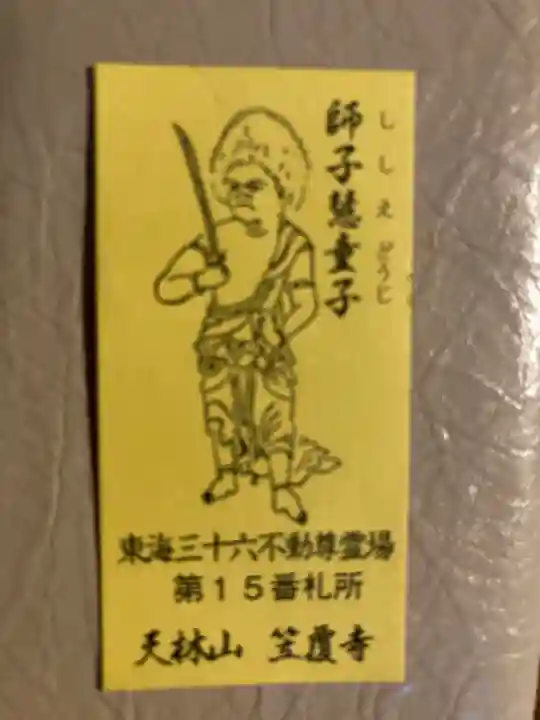 師子慧童子
ししえどうじ
東海三十六不動尊霊場
第15番札所
天林山 笠覆寺